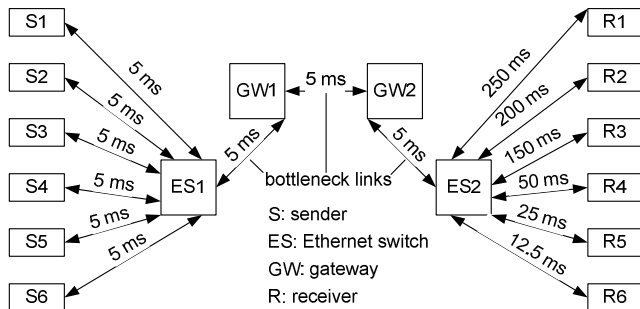 S1
S2
S3
S4
S5
S6
5 ms
5 ms
5 ms
5 ms
5 ms
5 ms
ES1
5 ms
GW1
5 ms
GW2
5 ms
bottleneck links
ES2
S: sender
ES: Ethernet switch
GW: gateway
R: receiver
250 ms
200 ms
150 ms
50 ms
25 ms
12.5 ms
R1
R2
R3
R4
R5
R6